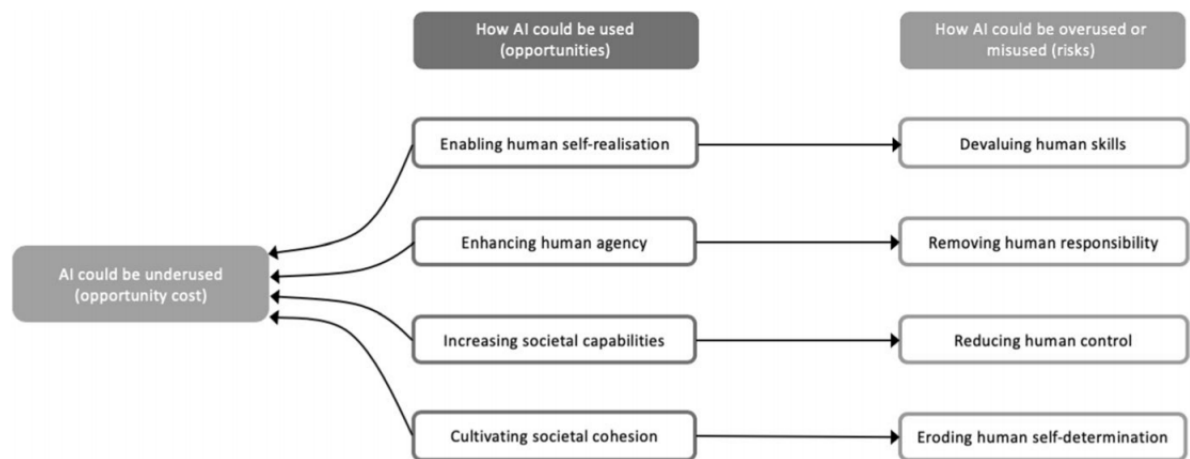 How AI could be used
(opportunities)
How AI could be overused or
misused (risks)
Enabling human self-realisation
Devaluing human skills
Enhancing human agency
Removing human responsibility
AI could be underused
(opportunity cost)
Increasing societal capabilities
Reducing human control
Cultivating societal cohesion
Eroding human self-determination